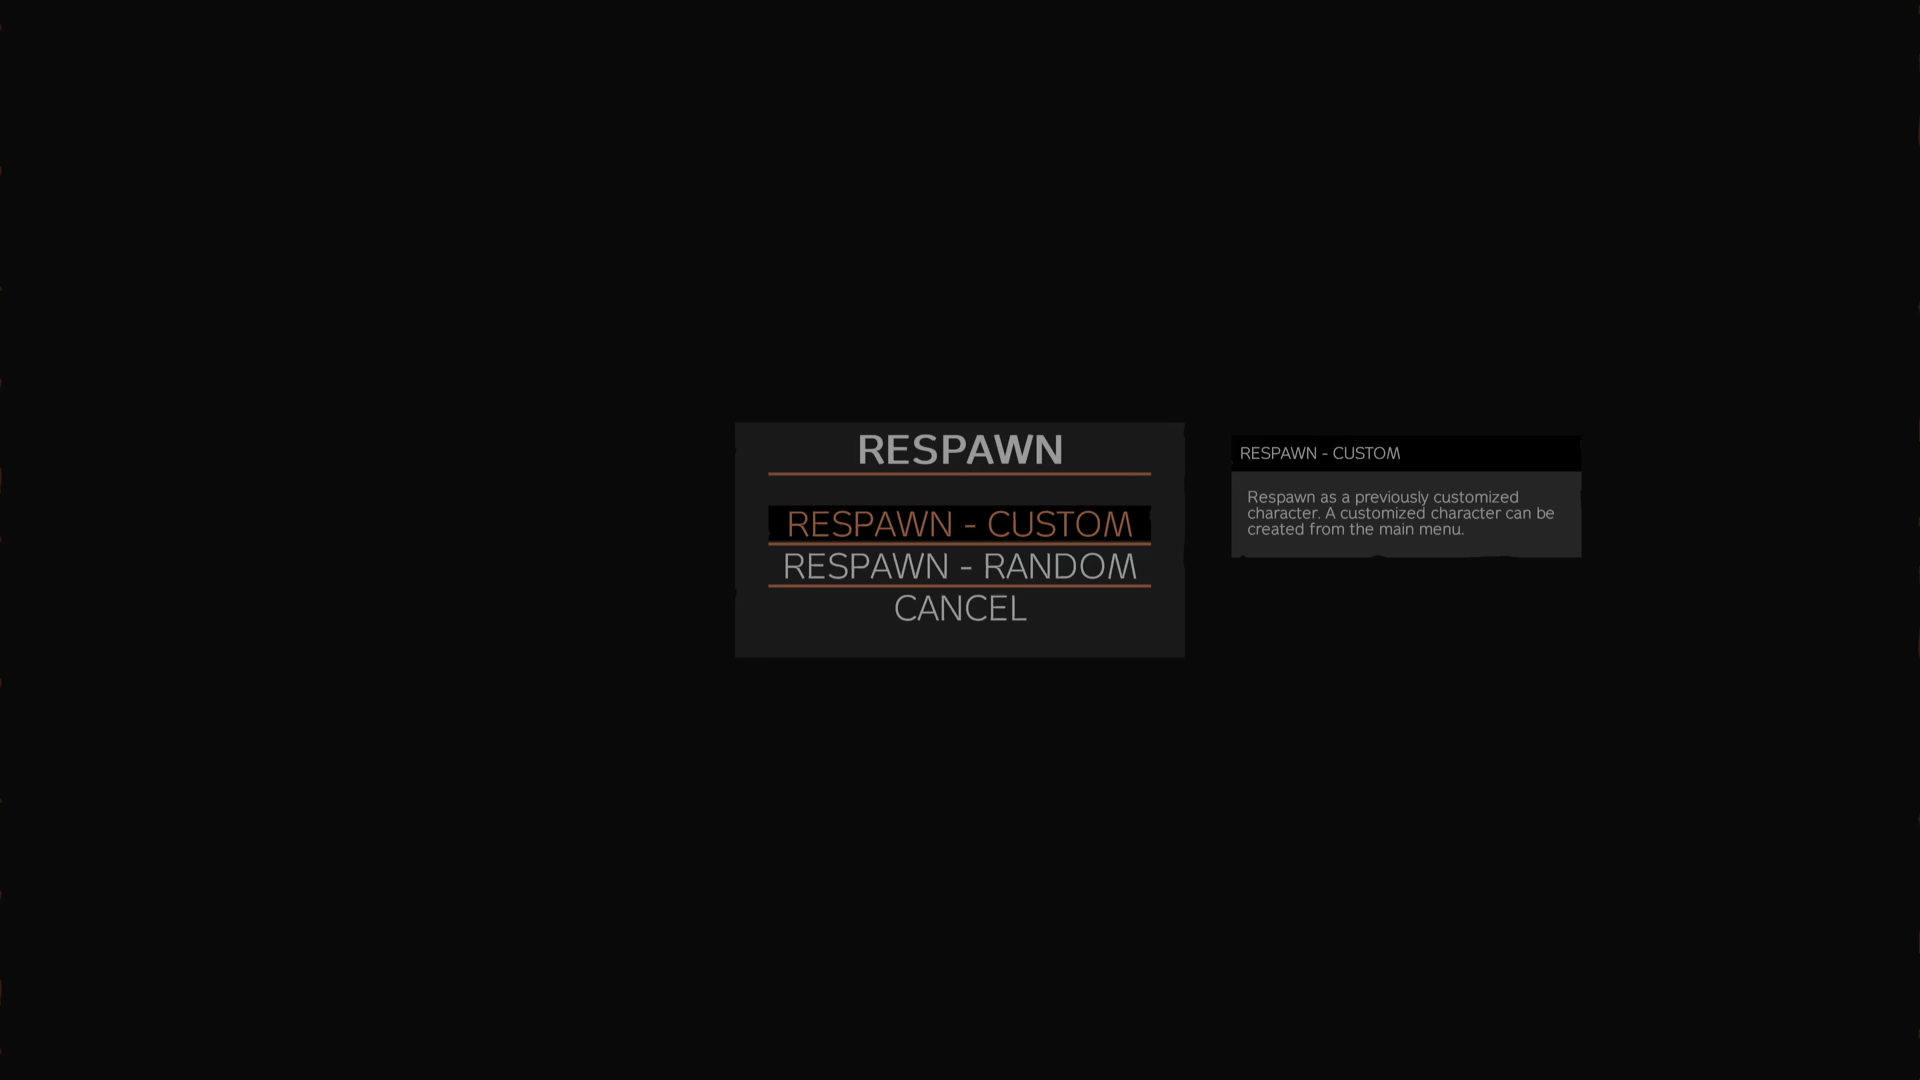 RESPAWN
RESPAWN - CUSTOM
RESPAWN - RANDOM
CANCEL
RESPAWN - CUSTOM
Respawn as a previously customized
character. A customized character can be
created from the main menu.